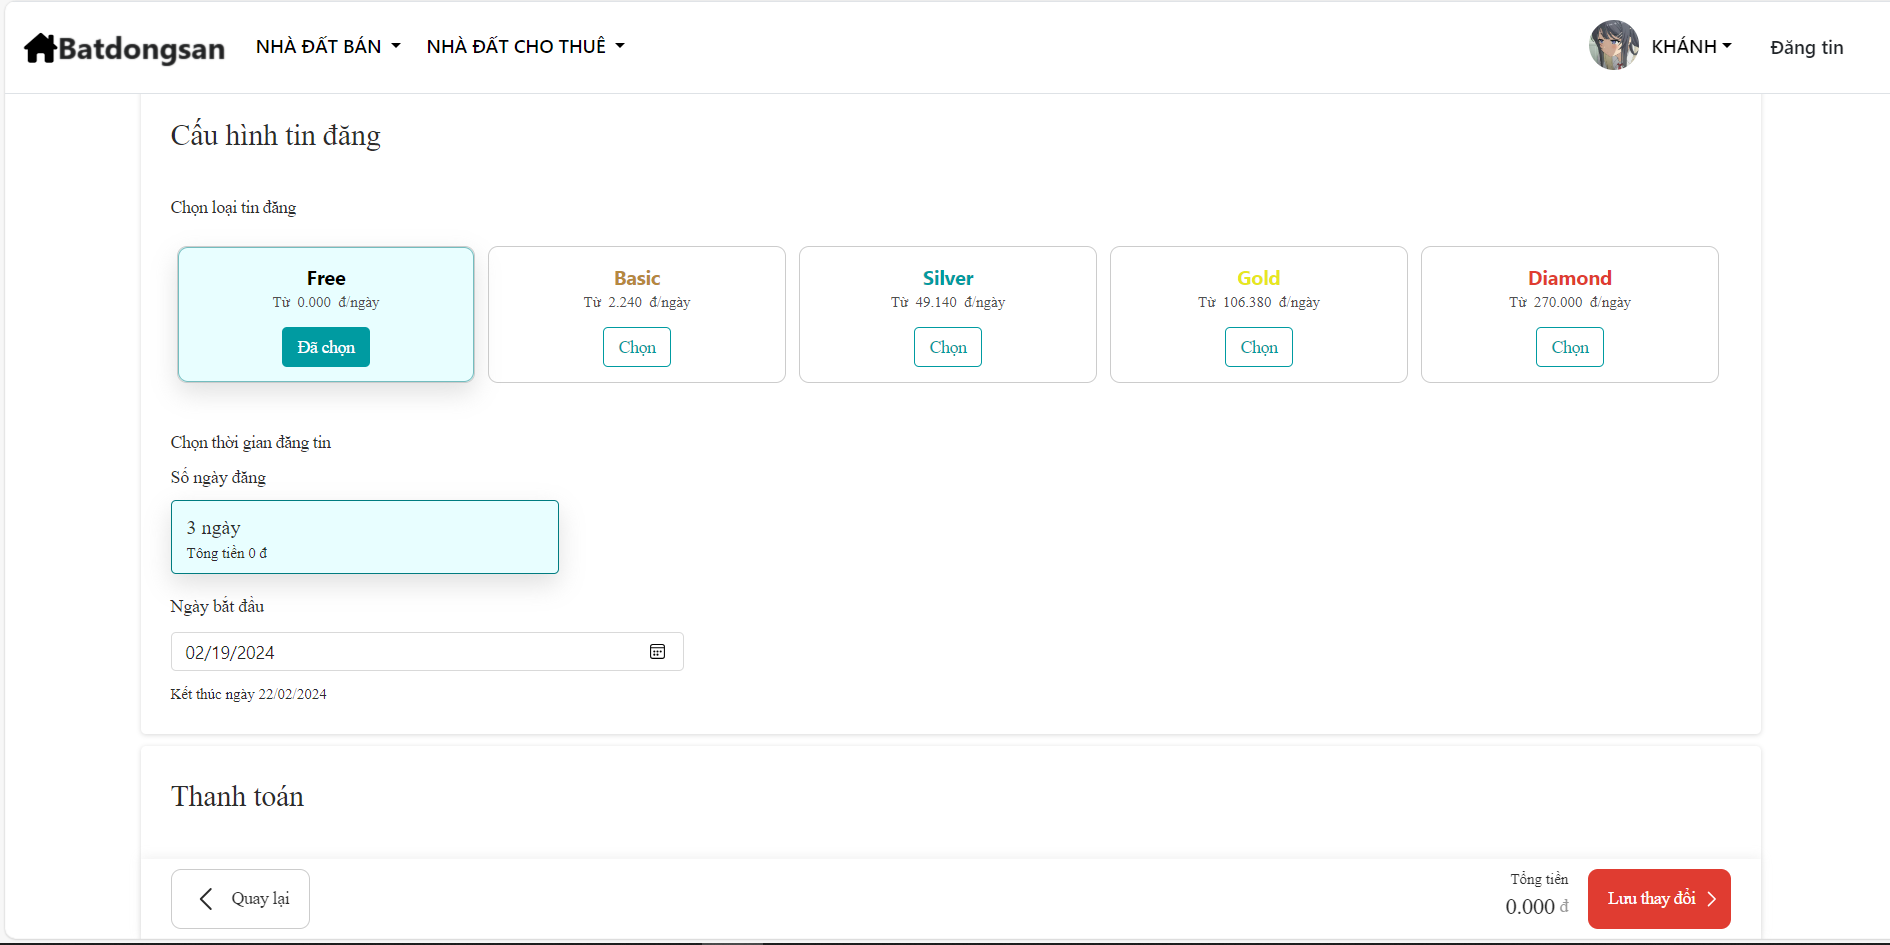 Batdongsan NHÀ ĐẤT BÁN NHÀ ĐẤT CHO THUÊ KHÁNH Đăng tin
Cấu hình tin đăng
Chọn loại tin đăng
Free Basic Silver Gold Diamond
Từ 0.000 đ/ngày Từ 2.240 đ/ngày Từ 49.140 đ/ngày Từ 106.380 đ/ngày Từ 270.000 đ/ngày
Đã chọn Chọn Chọn Chọn Chọn
Chọn thời gian đăng tin
Số ngày đăng
3 ngày
Tông tiền 0 đ
Ngày bắt đầu
02/19/2024
Kết thúc ngày 22/02/2024
Thanh toán
Quay lại
Tổng tiền
0.000 đ
Lưu thay đổi